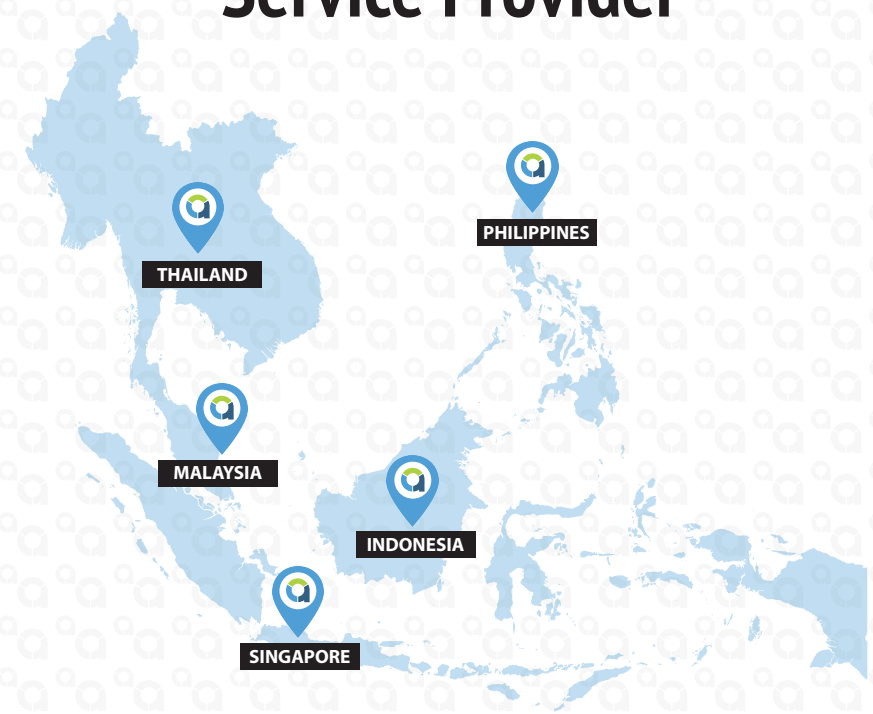 Service Provider
PHILIPPINES
THAILAND
MALAYSIA
INDONESIA
SINGAPORE